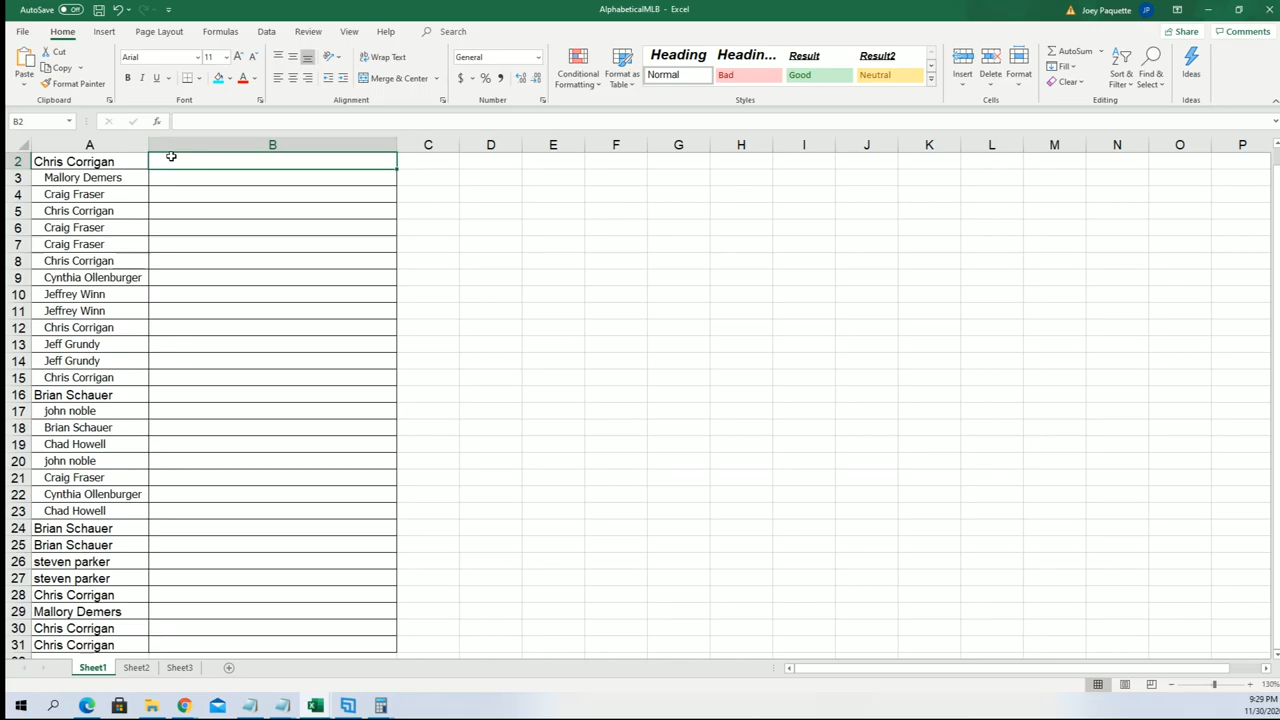 AutoSave Off AlphabeticalMLB - Excel Joey Paquette JP
File Home Insert Page Layout Formulas Data Review View Help Search Share Comments
Cut Arial 11 Wrap Text General Heading Headin... Result Result2 AutoSum
Paste Copy Conditional Format as Insert Delete Format Fill Sort & Find & Ideas
Format Painter B I U A Merge & Center $ % Formatting Table Normal Bad Good Neutral Clear Filter Select
Clipboard Font Alignment Number Styles Cells Editing Ideas
B2 fx
A B C D E F G H I J K L M N O P
2 Chris Corrigan
3 Mallory Demers
4 Craig Fraser
5 Chris Corrigan
6 Craig Fraser
7 Craig Fraser
8 Chris Corrigan
9 Cynthia Ollenburger
10 Jeffrey Winn
11 Jeffrey Winn
12 Chris Corrigan
13 Jeff Grundy
14 Jeff Grundy
15 Chris Corrigan
16 Brian Schauer
17 john noble
18 Brian Schauer
19 Chad Howell
20 john noble
21 Craig Fraser
22 Cynthia Ollenburger
23 Chad Howell
24 Brian Schauer
25 Brian Schauer
26 steven parker
27 steven parker
28 Chris Corrigan
29 Mallory Demers
30 Chris Corrigan
31 Chris Corrigan
Sheet1 Sheet2 Sheet3
130%
9:29 PM